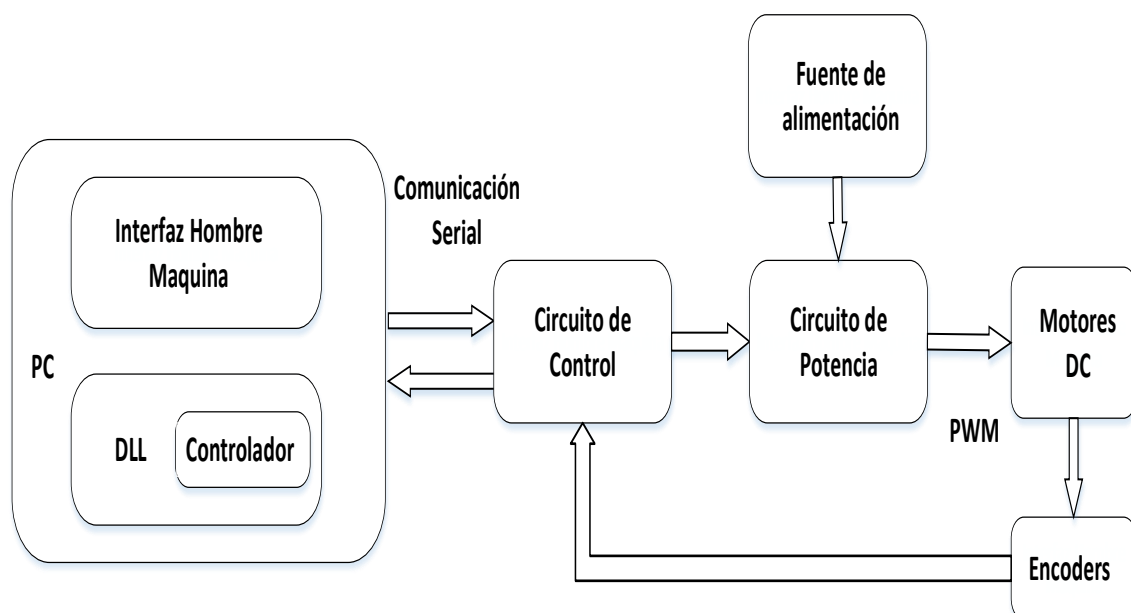 Fuente de
alimentación
Comunicación
Serial
Interfaz Hombre
Maquina
PC
DLL
Controlador
Circuito de
Control
Circuito de
Potencia
Motores
DC
PWM
Encoders